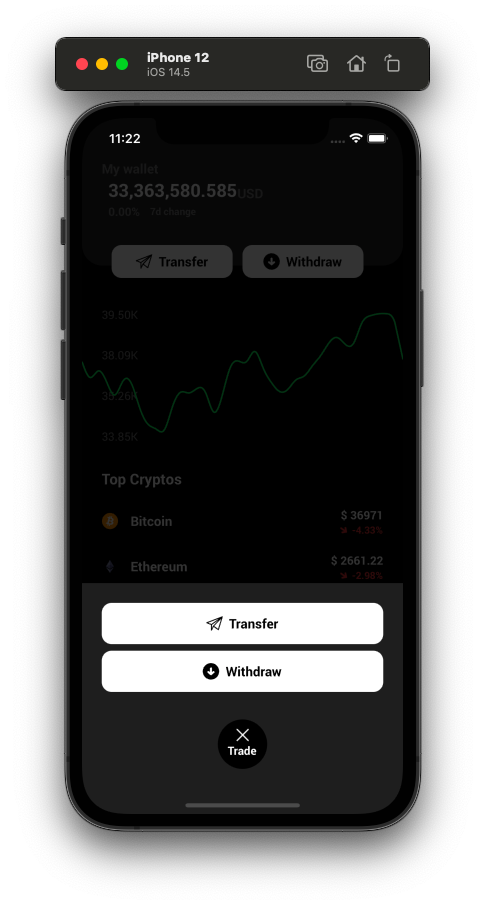 iPhone 12
iOS 14.5
11:22
My wallet
33,363,580.585USD
0.00% 7d change
Transfer Withdraw
39.50K
38.09K
35.26K
33.85K
Top Cryptos
Bitcoin $ 36971
-4.33%
Ethereum $ 2661.22
-2.98%
Transfer
Withdraw
Trade